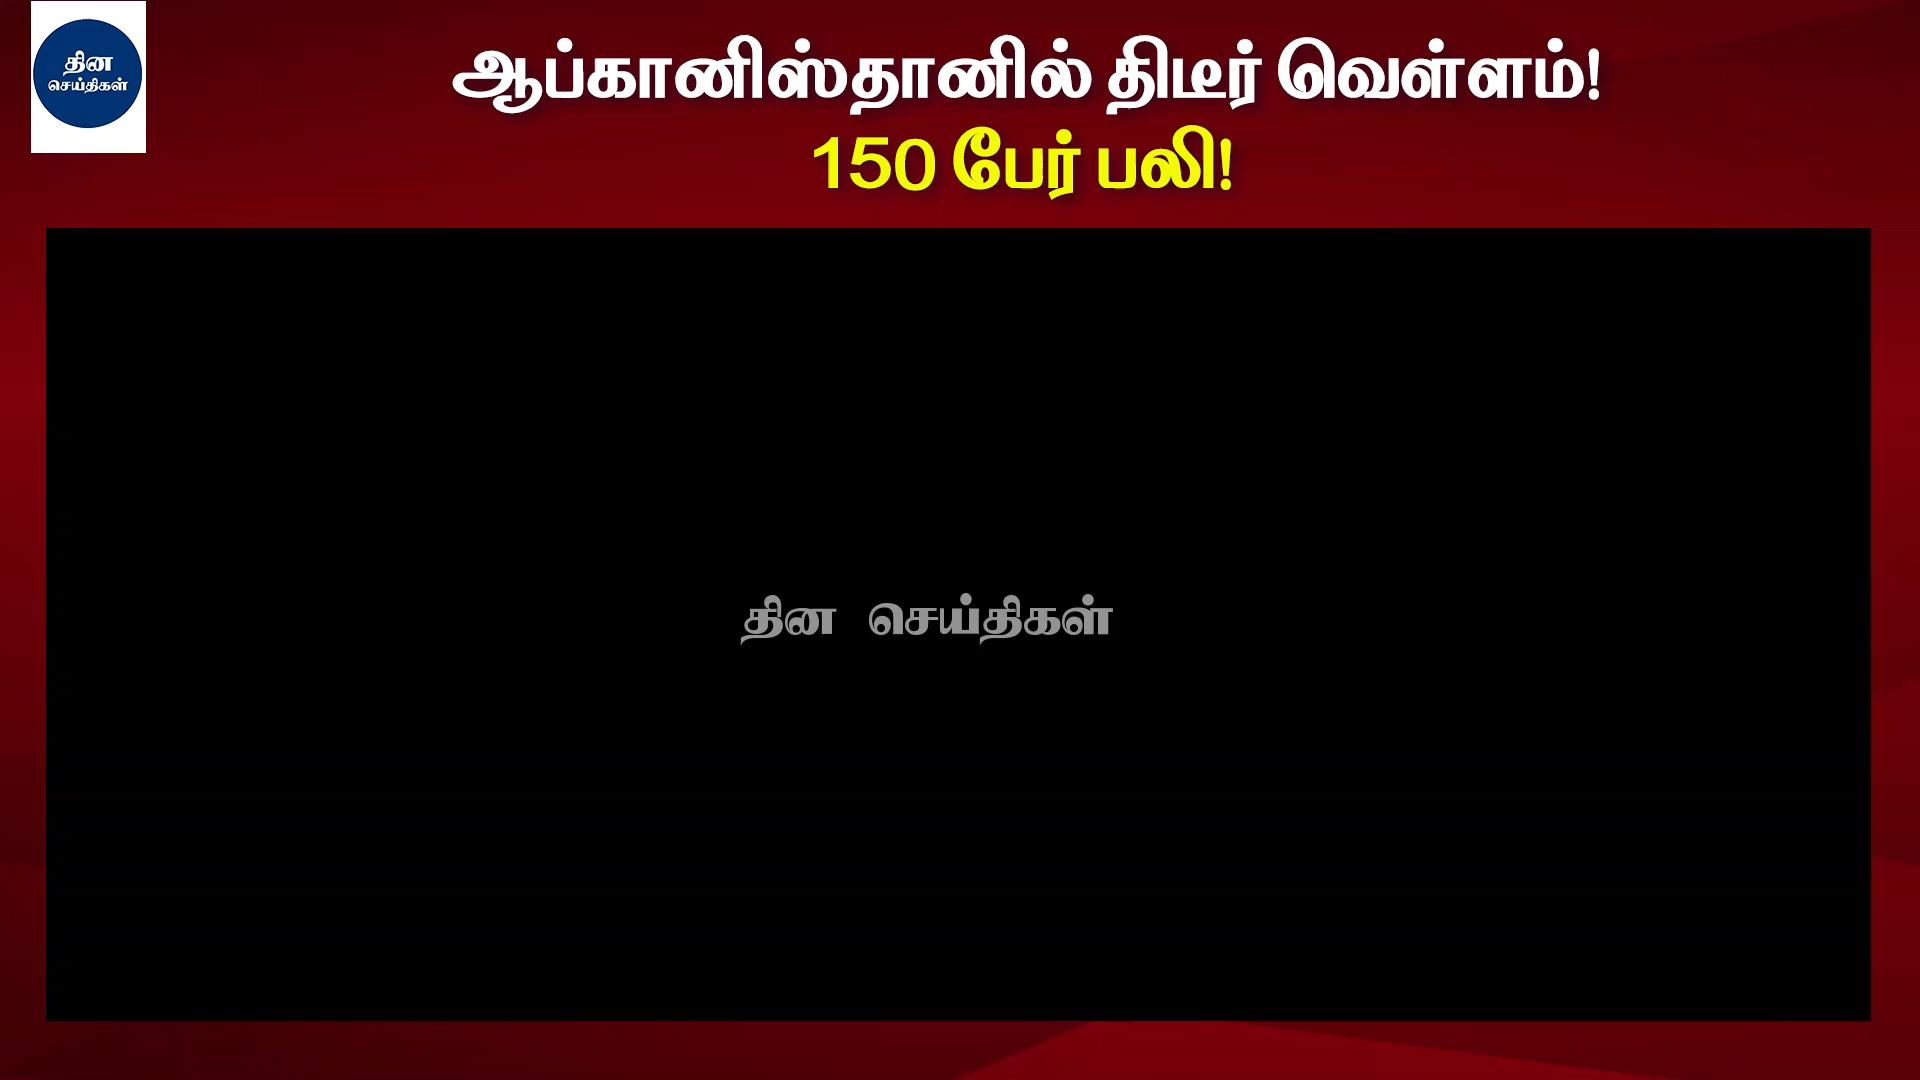 தின
செய்திகள்
ஆப்கானிஸ்தானில் திடீர் வெள்ளம்!
150 பேர் பலி!
தின செய்திகள்